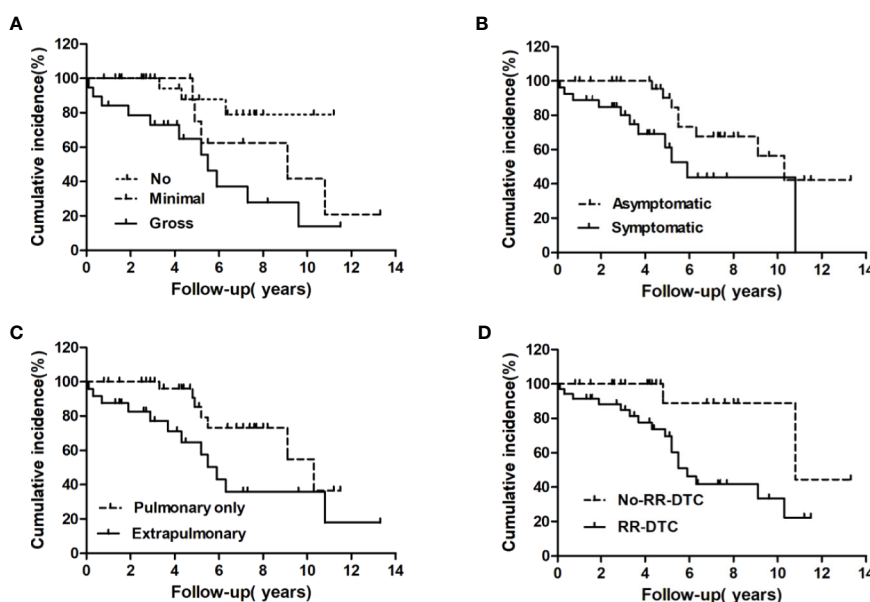 A
B
120
100
80
60
40
20
0
Cumulative incidence(%)
No
Minimal
Gross
0 2 4 6 8 10 12 14
Follow-up( years)
120
100
80
60
40
20
0
Cumulative incidence(%)
Asymptomatic
Symptomatic
0 2 4 6 8 10 12 14
Follow-up( years)
C
D
120
100
80
60
40
20
0
Cumulative incidence(%)
Pulmonary only
Extrapulmonary
0 2 4 6 8 10 12 14
Follow-up( years)
120
100
80
60
40
20
0
Cumulative incidence(%)
No-RR-DTC
RR-DTC
0 2 4 6 8 10 12 14
Follow-up( years)